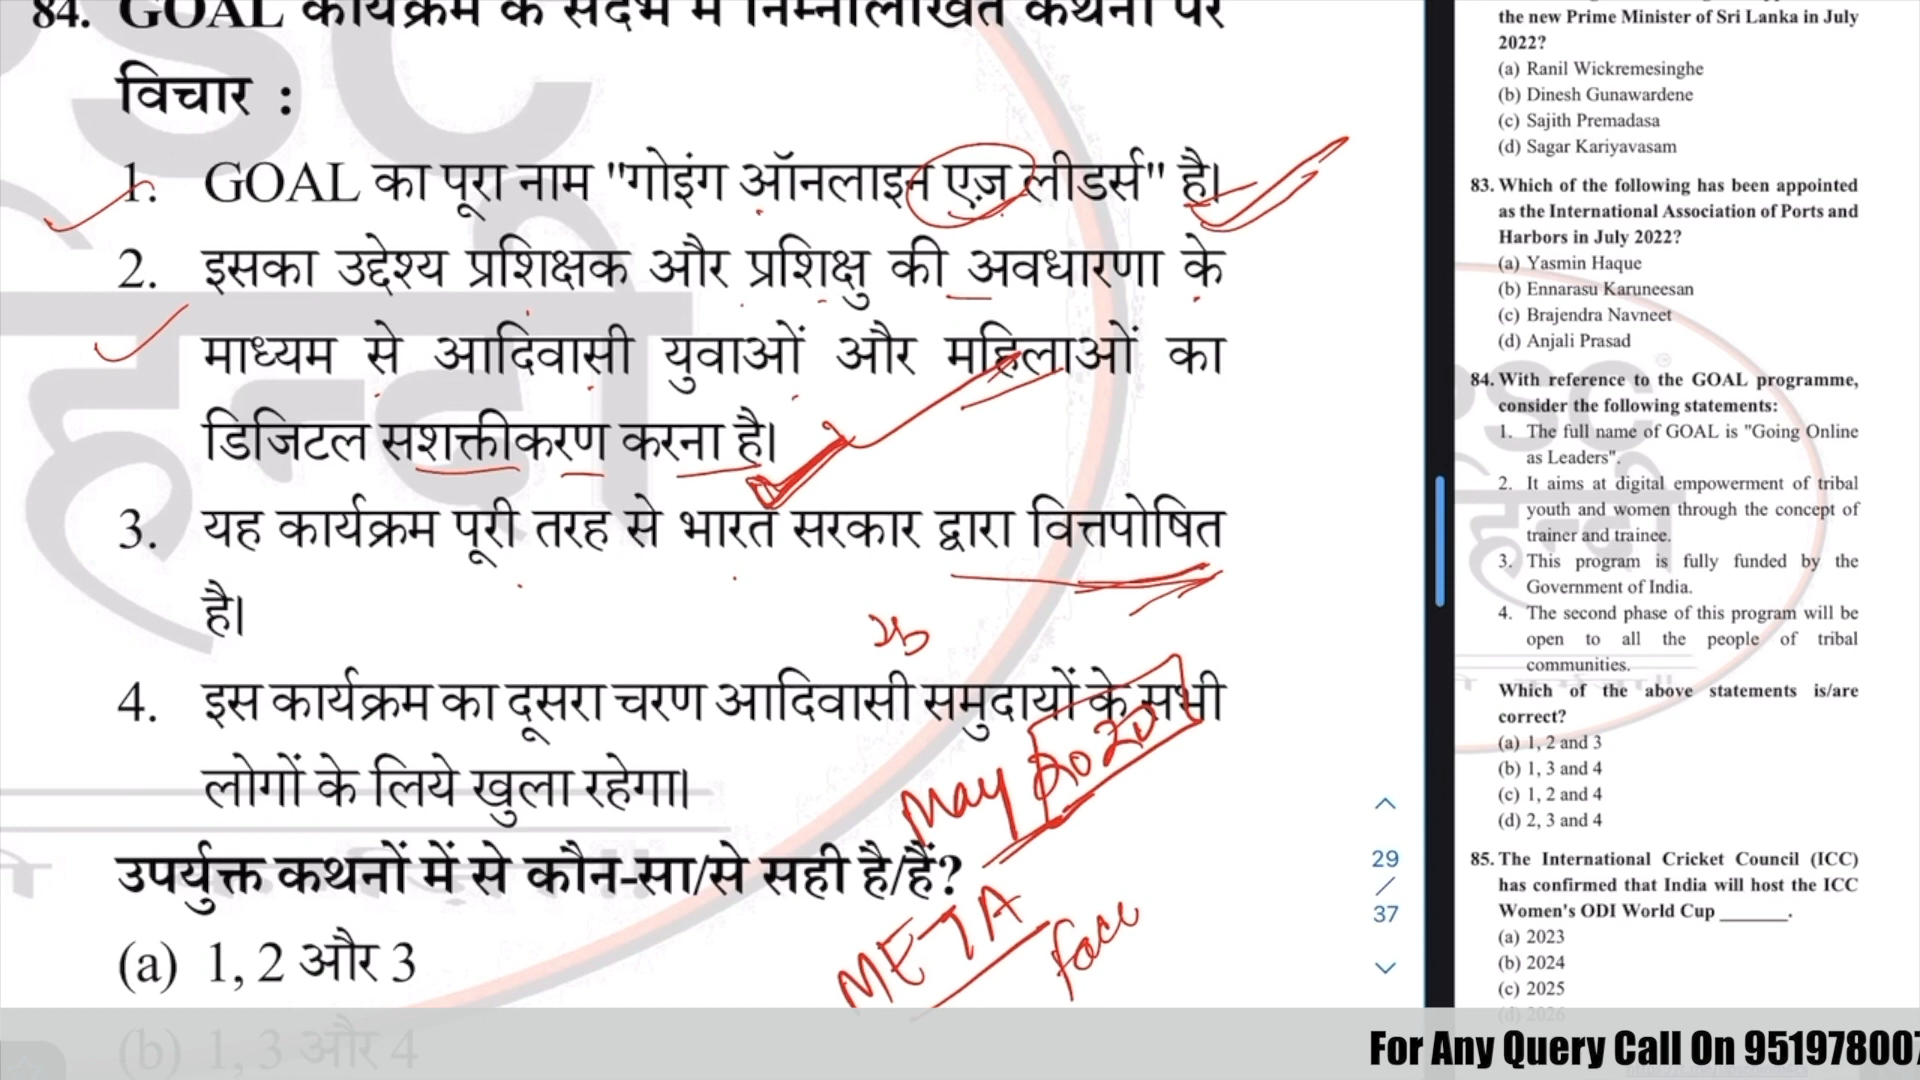 84. GOAL कार्यक्रम के संदर्भ में निम्नलिखित कथनों पर
विचार :
1. GOAL का पूरा नाम "गोइंग ऑनलाइन एज़ लीडर्स" है।
2. इसका उद्देश्य प्रशिक्षक और प्रशिक्षु की अवधारणा के
माध्यम से आदिवासी युवाओं और महिलाओं का
डिजिटल सशक्तीकरण करना है।
3. यह कार्यक्रम पूरी तरह से भारत सरकार द्वारा वित्तपोषित
है।
4. इस कार्यक्रम का दूसरा चरण आदिवासी समुदायों के सभी
लोगों के लिये खुला रहेगा।
May 2020
उपर्युक्त कथनों में से कौन-सा/से सही है/हैं?
META
face
(a) 1, 2 और 3
(b) 1, 3 और 4
29
/
37
the new Prime Minister of Sri Lanka in July
2022?
(a) Ranil Wickremesinghe
(b) Dinesh Gunawardene
(c) Sajith Premadasa
(d) Sagar Kariyavasam
83. Which of the following has been appointed
as the International Association of Ports and
Harbors in July 2022?
(a) Yasmin Haque
(b) Ennarasu Karuneesan
(c) Brajendra Navneet
(d) Anjali Prasad
84. With reference to the GOAL programme,
consider the following statements:
1. The full name of GOAL is "Going Online
as Leaders".
2. It aims at digital empowerment of tribal
youth and women through the concept of
trainer and trainee.
3. This program is fully funded by the
Government of India.
4. The second phase of this program will be
open to all the people of tribal
communities.
Which of the above statements is/are
correct?
(a) 1, 2 and 3
(b) 1, 3 and 4
(c) 1, 2 and 4
(d) 2, 3 and 4
85. The International Cricket Council (ICC)
has confirmed that India will host the ICC
Women's ODI World Cup ______.
(a) 2023
(b) 2024
(c) 2025
(d) 2026
For Any Query Call On 951978007